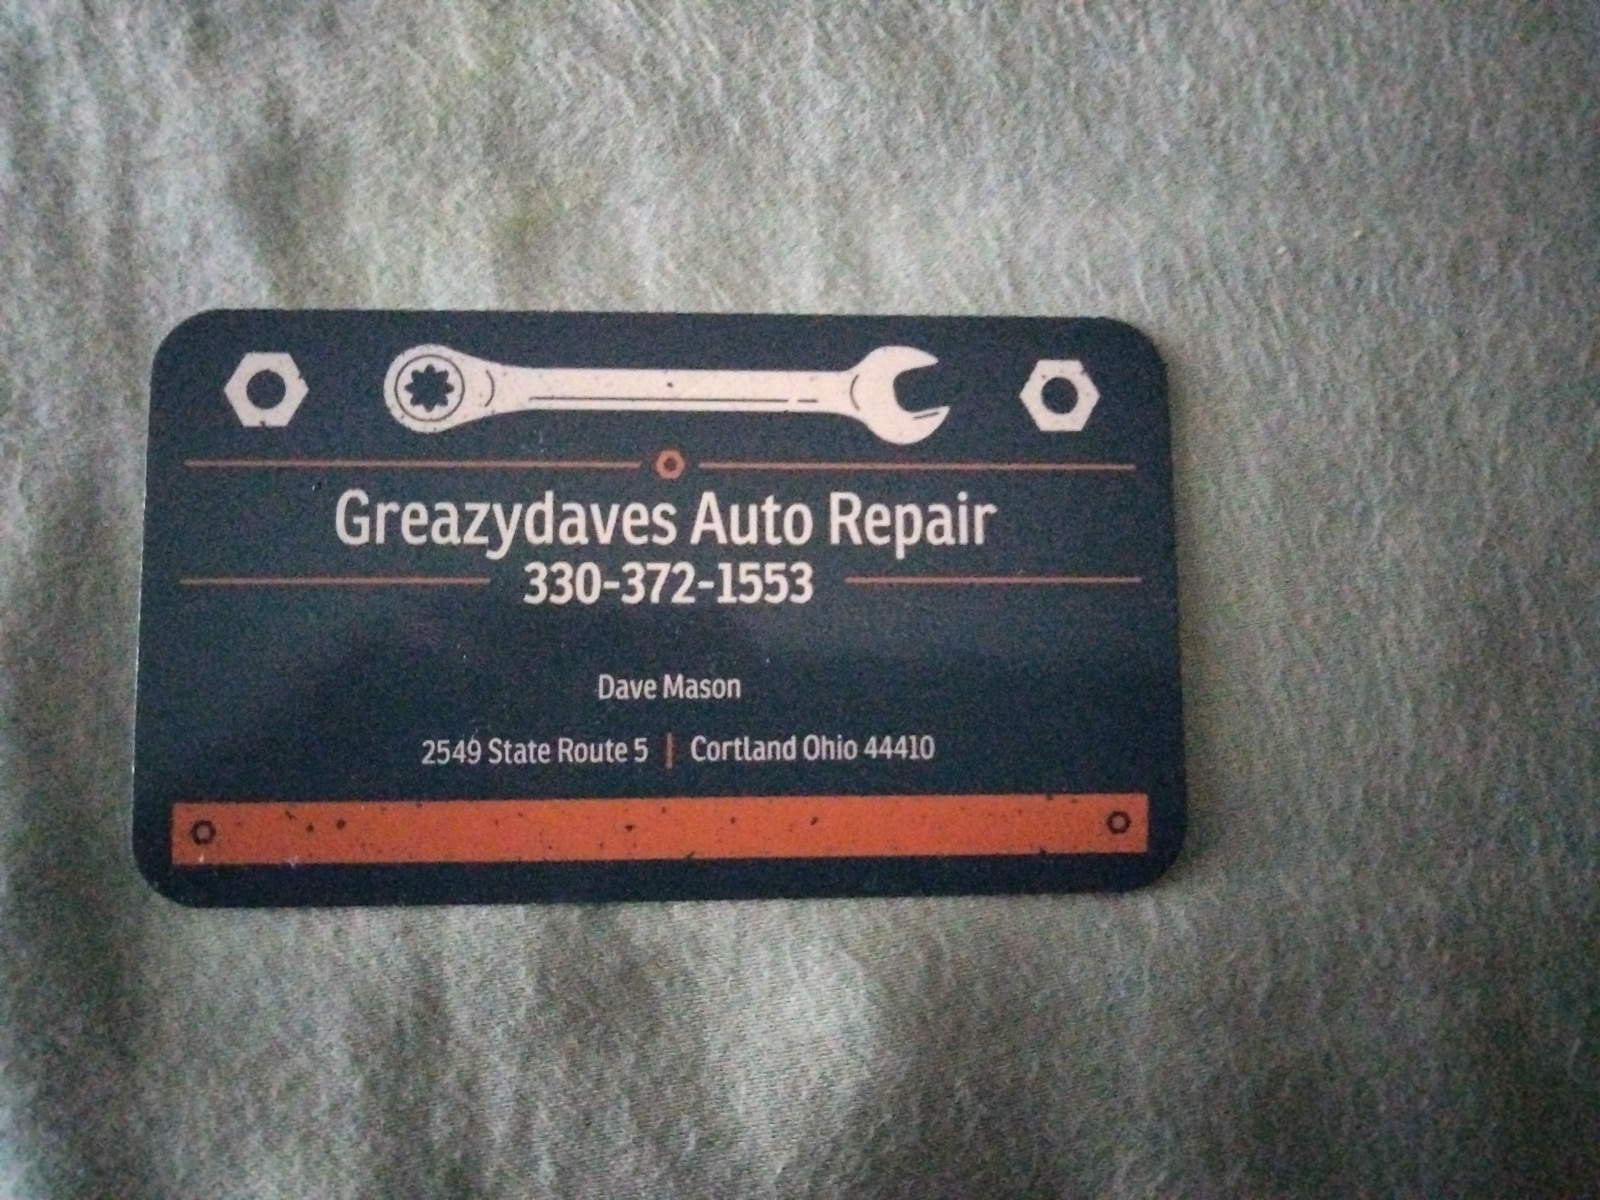 Greazydaves Auto Repair
330-372-1553
Dave Mason
2549 State Route 5 | Cortland Ohio 44410